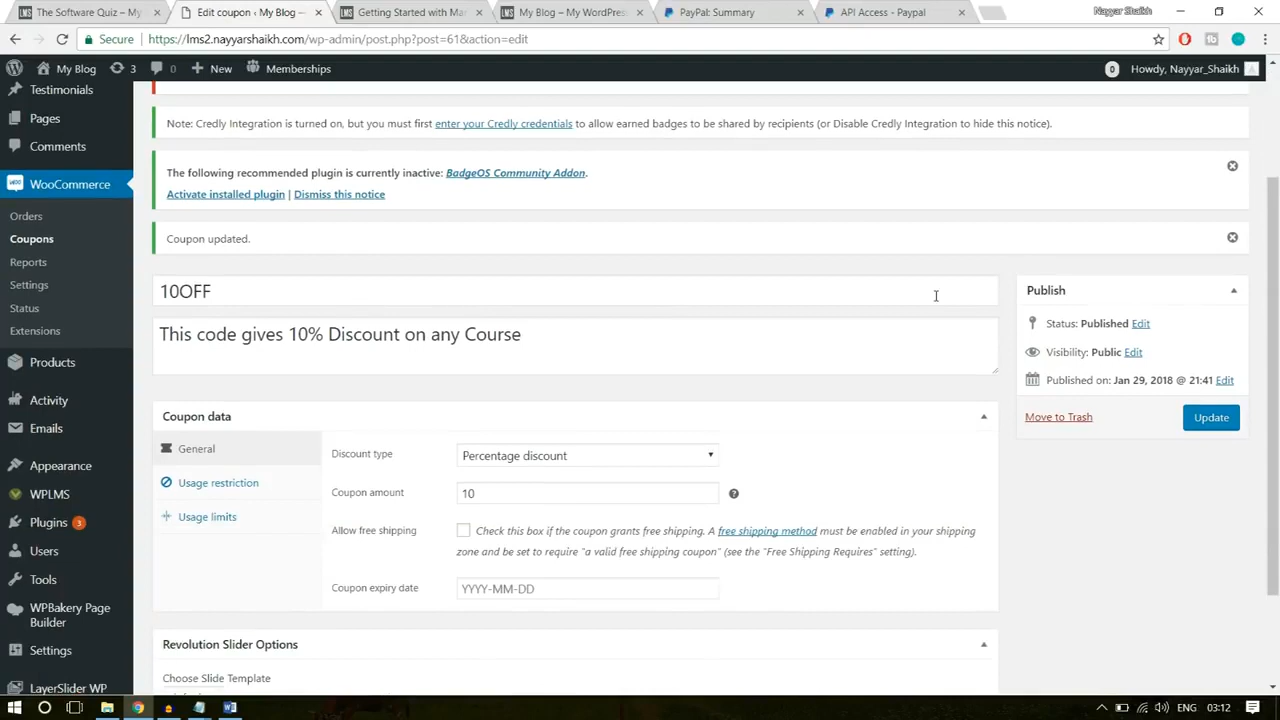 The Software Quiz – My
Edit coupon ‹ My Blog —
Getting Started with Mar
My Blog – My WordPress
PayPal: Summary
API Access - Paypal
Nayyar Shaikh
Secure
https://lms2.nayyarshaikh.com/wp-admin/post.php?post=61&action=edit
My Blog
3
0
New
Memberships
0
Howdy, Nayyar_Shaikh
Testimonials
Pages
Comments
WooCommerce
Orders
Coupons
Reports
Settings
Status
Extensions
Products
Activity
Emails
Appearance
WPLMS
Plugins 3
Users
Tools
WPBakery Page
Builder
Settings
LayerSlider WP
Note: Credly Integration is turned on, but you must first enter your Credly credentials to allow earned badges to be shared by recipients (or Disable Credly Integration to hide this notice).
The following recommended plugin is currently inactive: BadgeOS Community Addon.
Activate installed plugin | Dismiss this notice
Coupon updated.
10OFF
This code gives 10% Discount on any Course
Coupon data
General
Usage restriction
Usage limits
Discount type
Percentage discount
Coupon amount
10
Allow free shipping
Check this box if the coupon grants free shipping. A free shipping method must be enabled in your shipping
zone and be set to require "a valid free shipping coupon" (see the "Free Shipping Requires" setting).
Coupon expiry date
YYYY-MM-DD
Revolution Slider Options
Choose Slide Template
Publish
Status: Published Edit
Visibility: Public Edit
Published on: Jan 29, 2018 @ 21:41 Edit
Move to Trash
Update
ENG
03:12